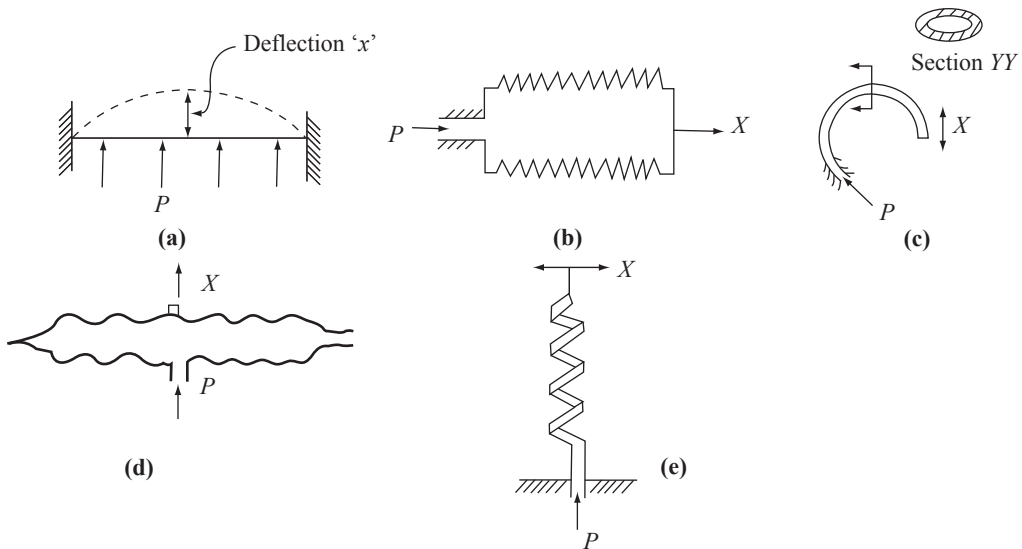 Deflection ‘x’
P
(a)
P
X
(b)
Section YY
X
P
(c)
X
P
(d)
X
P
(e)